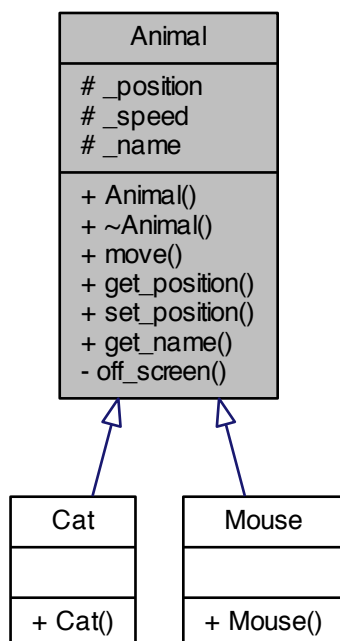 Animal
# _position
# _speed
# _name
+ Animal()
+ ~Animal()
+ move()
+ get_position()
+ set_position()
+ get_name()
- off_screen()
Cat
+ Cat()
Mouse
+ Mouse()